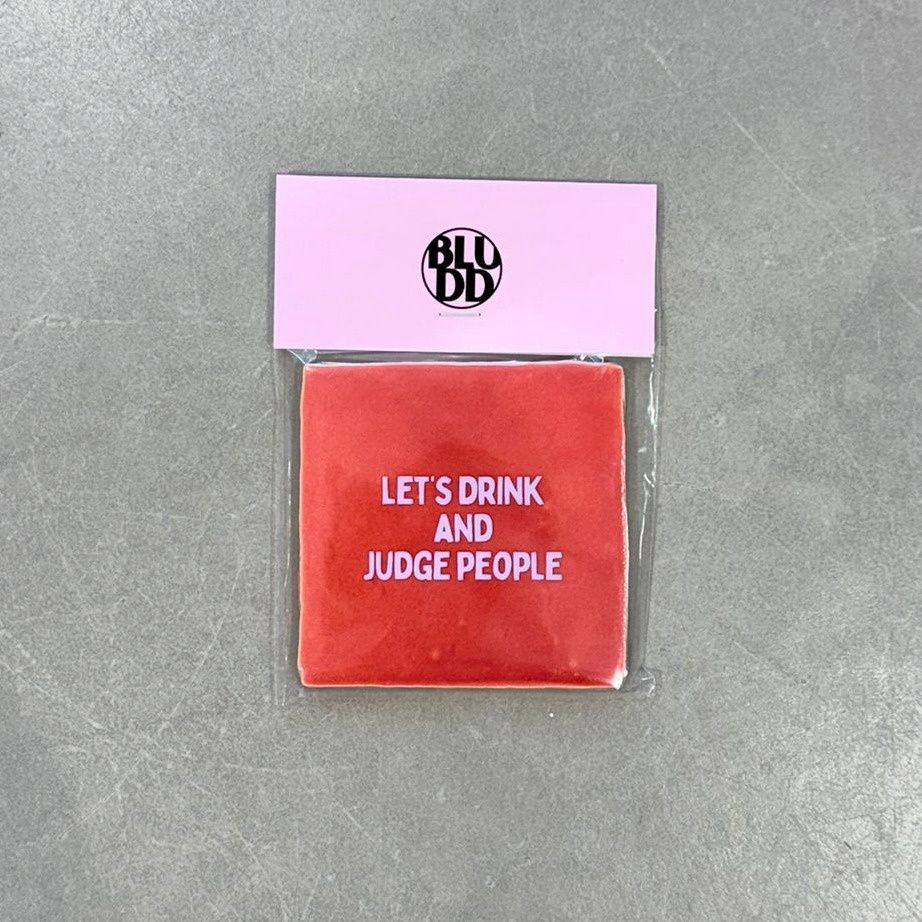 BLU
DD
LET'S DRINK
AND
JUDGE PEOPLE